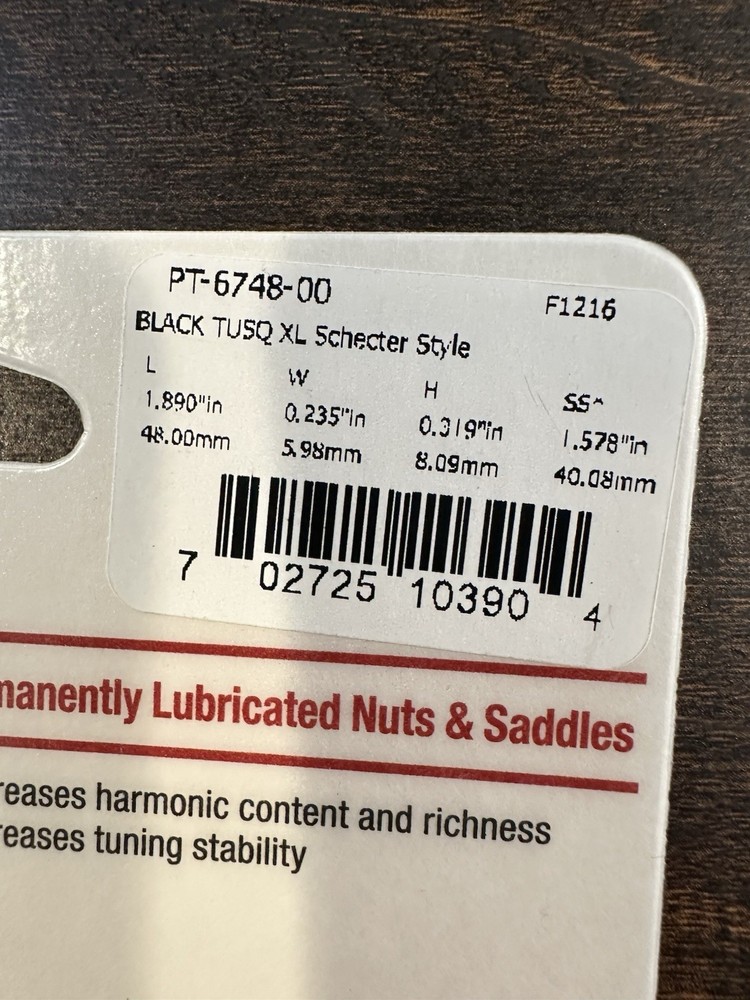 PT-6748-00
F1216
BLACK TUSQ XL Schecter Style
L W H SS^
1.890"in 0.235"in 0.319"in 1.578"in
48.00mm 5.98mm 8.09mm 40.08mm
7 02725 10390 4
manently Lubricated Nuts & Saddles
reases harmonic content and richness
reases tuning stability